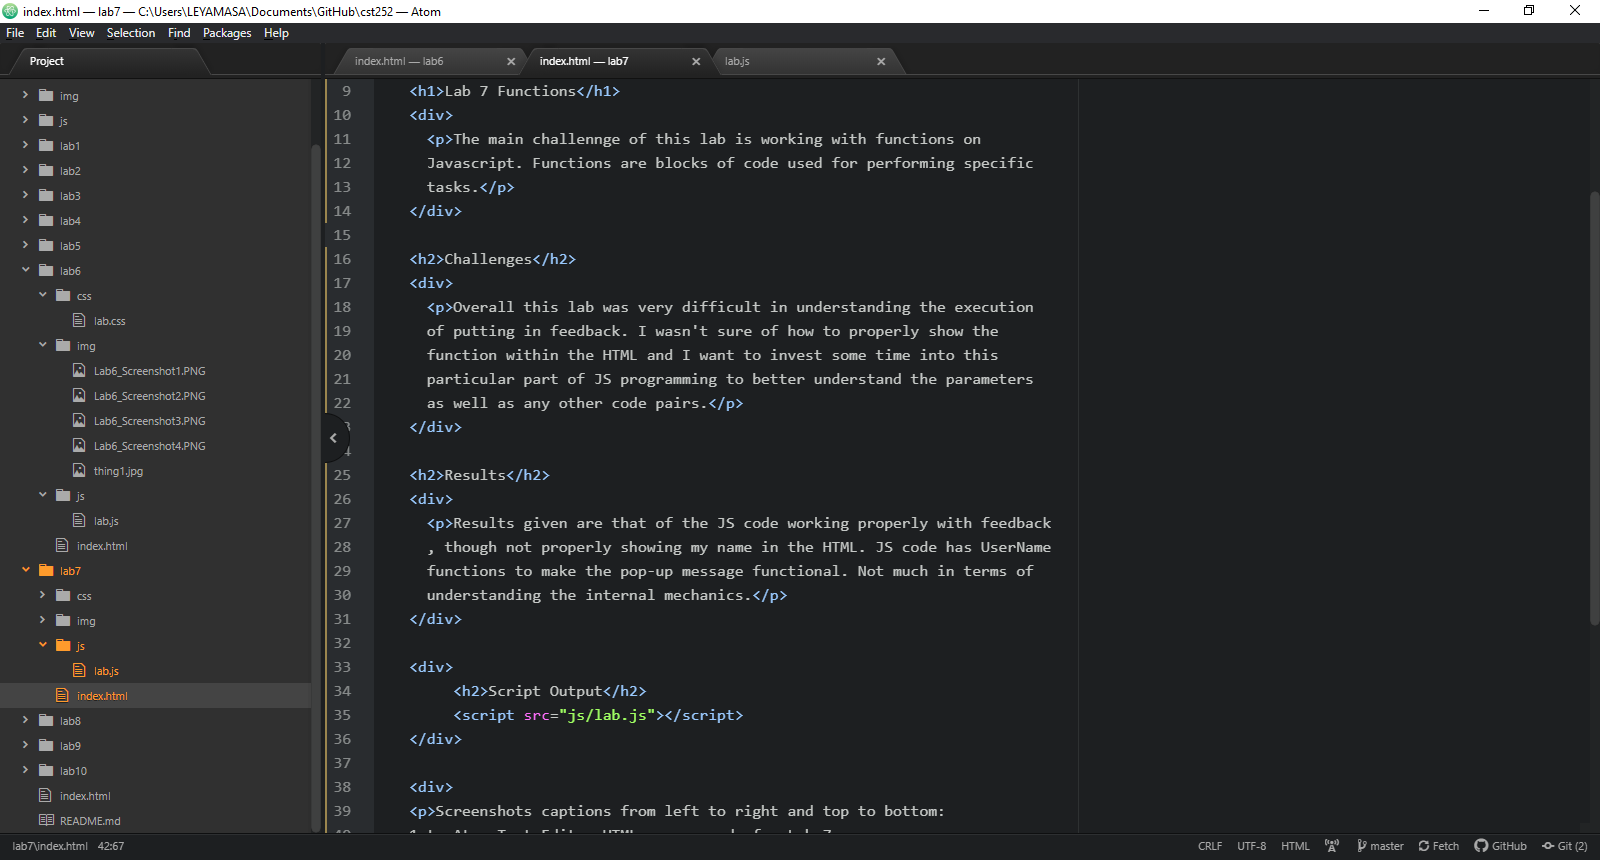 index.html — lab7 — C:\Users\LEYAMASA\Documents\GitHub\cst252 — Atom
File Edit View Selection Find Packages Help
Project
img
js
lab1
lab2
lab3
lab4
lab5
lab6
css
lab.css
img
Lab6_Screenshot1.PNG
Lab6_Screenshot2.PNG
Lab6_Screenshot3.PNG
Lab6_Screenshot4.PNG
thing1.jpg
js
lab.js
index.html
lab7
css
img
js
lab.js
index.html
lab8
lab9
lab10
index.html
README.md
index.html — lab6
index.html — lab7
lab.js
9 <h1>Lab 7 Functions</h1>
10 <div>
11 <p>The main challennge of this lab is working with functions on
12 Javascript. Functions are blocks of code used for performing specific
13 tasks.</p>
14 </div>
15
16 <h2>Challenges</h2>
17 <div>
18 <p>Overall this lab was very difficult in understanding the execution
19 of putting in feedback. I wasn't sure of how to properly show the
20 function within the HTML and I want to invest some time into this
21 particular part of JS programming to better understand the parameters
22 as well as any other code pairs.</p>
</div>
25 <h2>Results</h2>
26 <div>
27 <p>Results given are that of the JS code working properly with feedback
28 , though not properly showing my name in the HTML. JS code has UserName
29 functions to make the pop-up message functional. Not much in terms of
30 understanding the internal mechanics.</p>
31 </div>
32
33 <div>
34 <h2>Script Output</h2>
35 <script src="js/lab.js"></script>
36 </div>
37
38 <div>
39 <p>Screenshots captions from left to right and top to bottom:
lab7\index.html 42:67
CRLF UTF-8 HTML master Fetch GitHub Git (2)